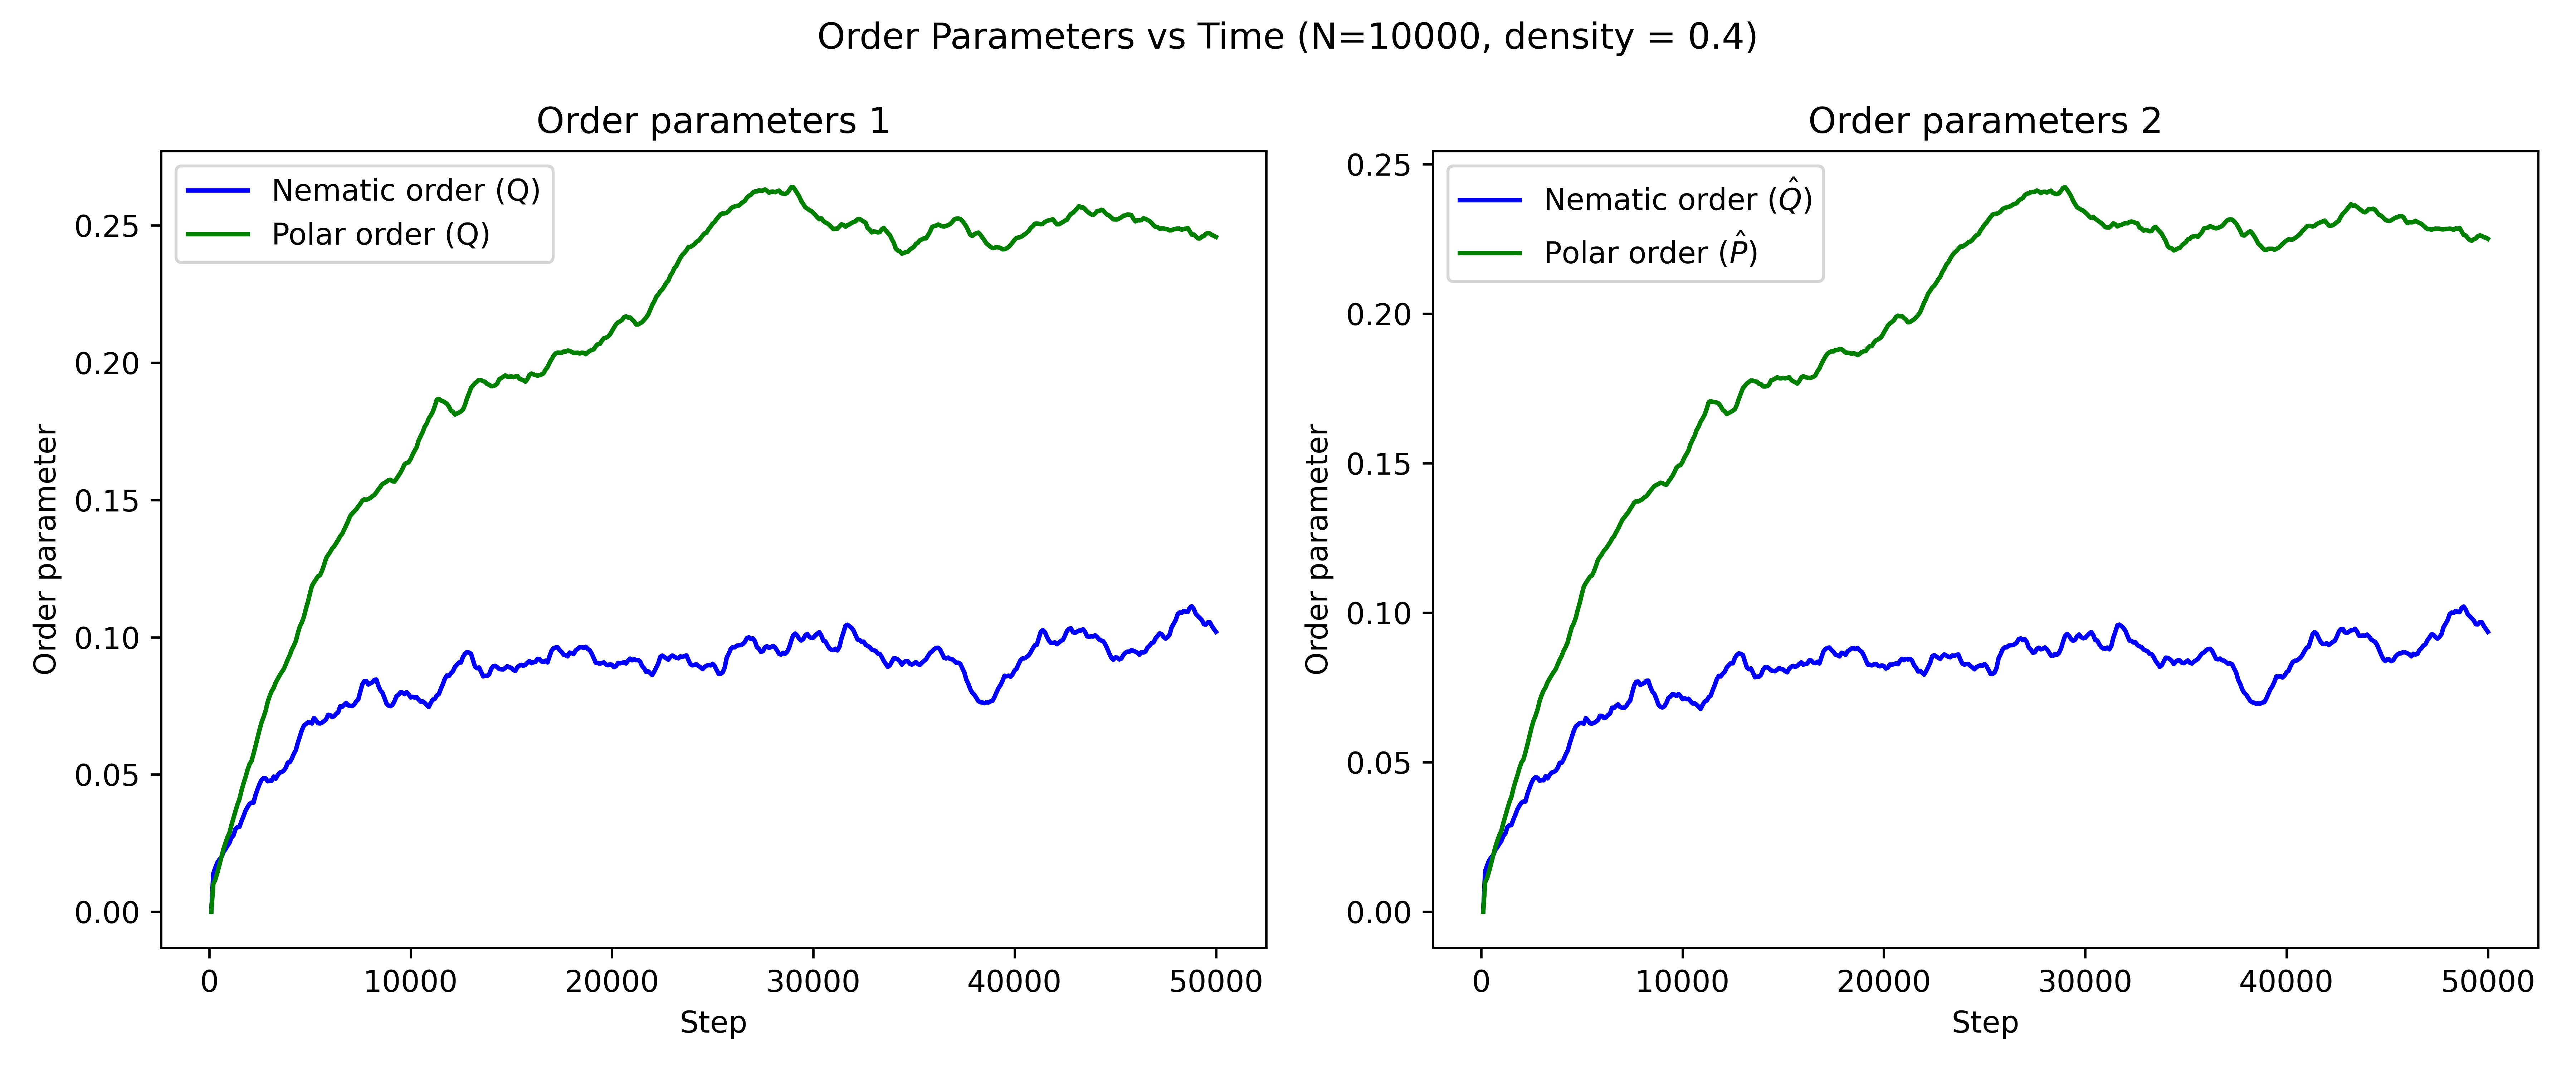 Order Parameters vs Time (N=10000, density = 0.4)
Order parameters 1
Nematic order (Q)
Polar order (Q)
0.25
0.20
0.15
0.10
0.05
0.00
Order parameter
0 10000 20000 30000 40000 50000
Step
Order parameters 2
Nematic order (Q̂)
Polar order (P̂)
0.25
0.20
0.15
0.10
0.05
0.00
Order parameter
0 10000 20000 30000 40000 50000
Step